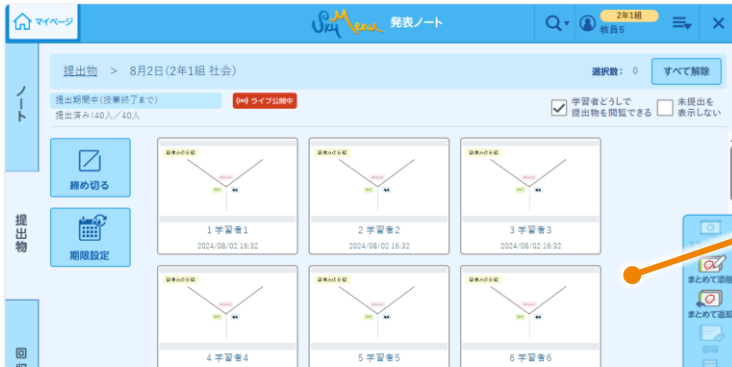 マイページ
SkyMenu 発表ノート
2年1組
教員5
ノート
提出物 > 8月2日(2年1組 社会)
選択数: 0 すべて解除
提出期間中(授業終了まで)
ライブ公開中
提出済み:40人/40人
学習者どうしで
提出物を閲覧できる
未提出を
表示しない
締め切る
期限設定
提出物
1 学習者1
2024/08/02 16:32
2 学習者2
2024/08/02 16:32
3 学習者3
2024/08/02 16:32
まとめて添削
まとめて返却
回収
4 学習者4
5 学習者5
6 学習者6